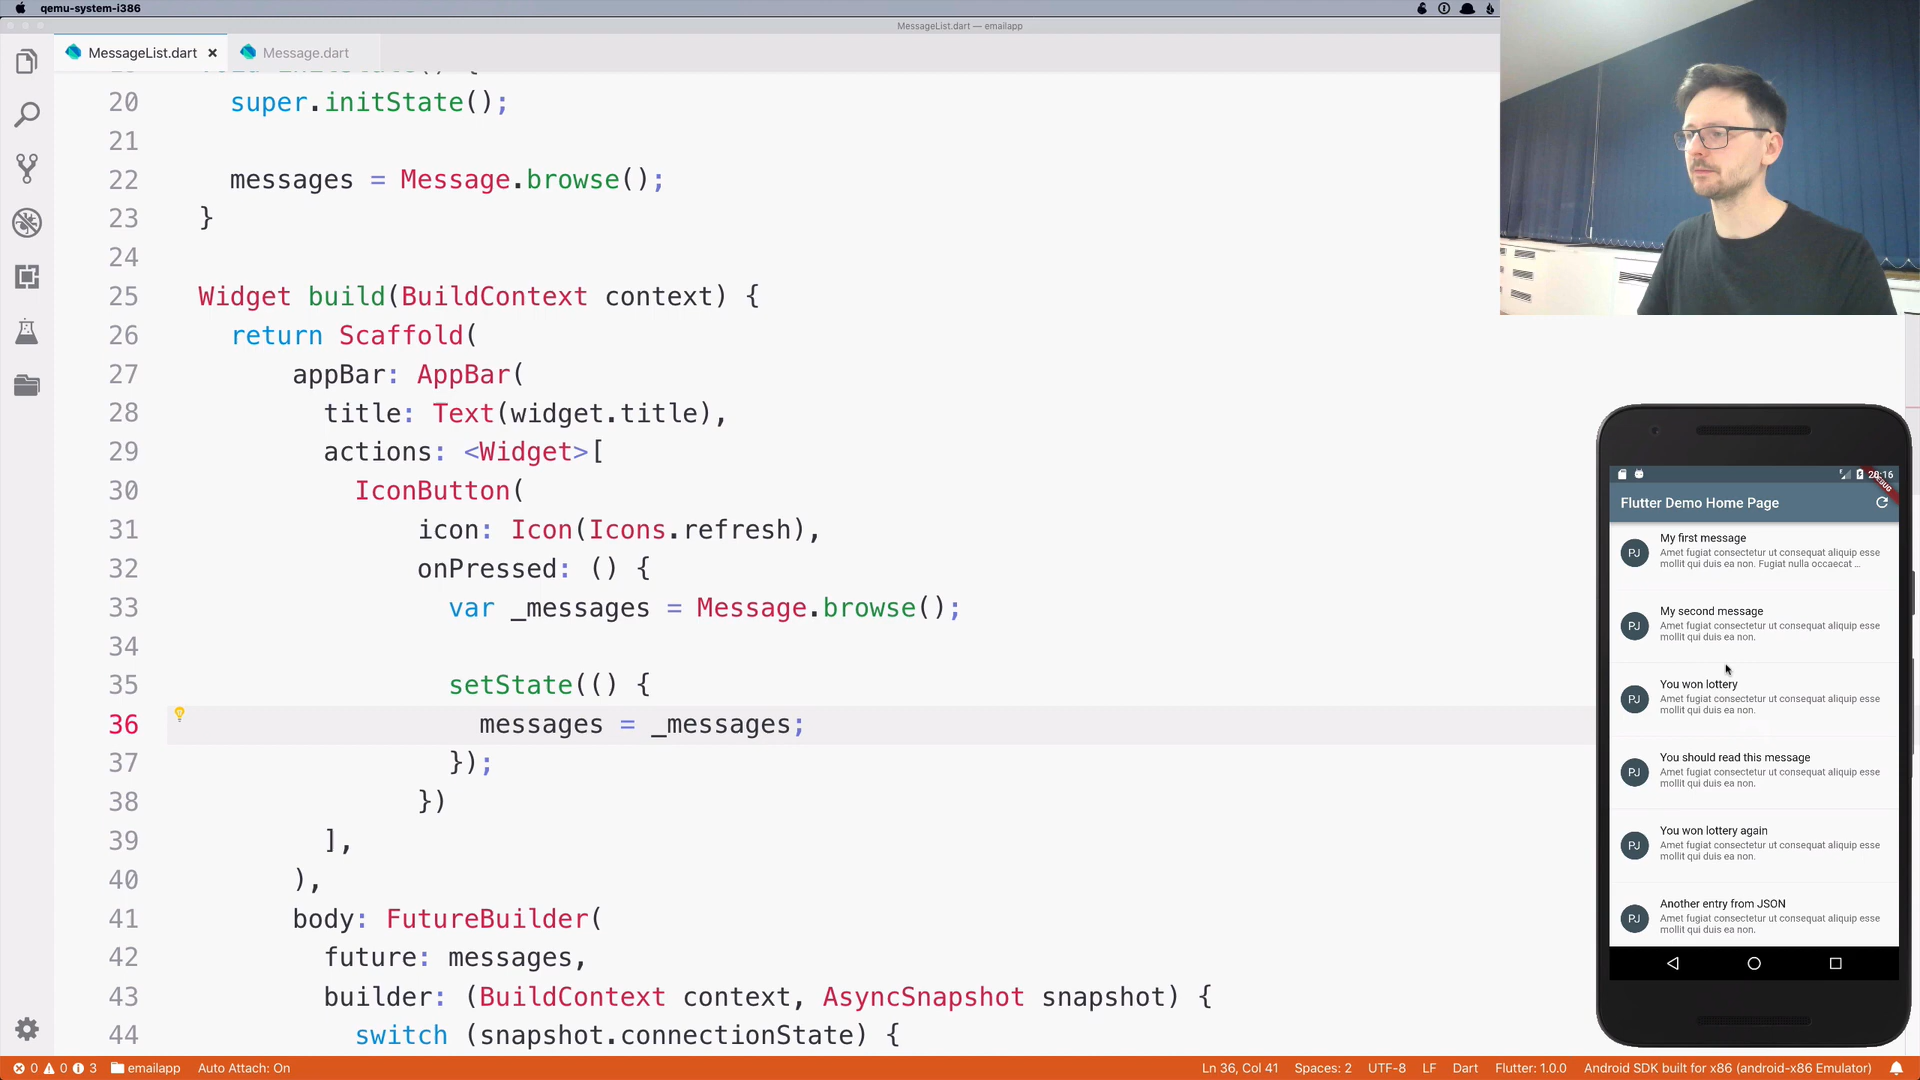 qemu-system-i386
MessageList.dart — emailapp
MessageList.dart
Message.dart
20 super.initState();
21
22 messages = Message.browse();
23 }
24
25 Widget build(BuildContext context) {
26 return Scaffold(
27 appBar: AppBar(
28 title: Text(widget.title),
29 actions: <Widget>[
30 IconButton(
31 icon: Icon(Icons.refresh),
32 onPressed: () {
33 var _messages = Message.browse();
34
35 setState(() {
36 messages = _messages;
37 });
38 })
39 ],
40 ),
41 body: FutureBuilder(
42 future: messages,
43 builder: (BuildContext context, AsyncSnapshot snapshot) {
44 switch (snapshot.connectionState) {
0 0 3 emailapp Auto Attach: On
Ln 36, Col 41 Spaces: 2 UTF-8 LF Dart Flutter: 1.0.0 Android SDK built for x86 (android-x86 Emulator)
Flutter Demo Home Page
PJ
My first message
Amet fugiat consectetur ut consequat aliquip esse
mollit qui duis ea non. Fugiat nulla occaecat ...
PJ
My second message
Amet fugiat consectetur ut consequat aliquip esse
mollit qui duis ea non.
PJ
You won lottery
Amet fugiat consectetur ut consequat aliquip esse
mollit qui duis ea non.
PJ
You should read this message
Amet fugiat consectetur ut consequat aliquip esse
mollit qui duis ea non.
PJ
You won lottery again
Amet fugiat consectetur ut consequat aliquip esse
mollit qui duis ea non.
PJ
Another entry from JSON
Amet fugiat consectetur ut consequat aliquip esse
mollit qui duis ea non.